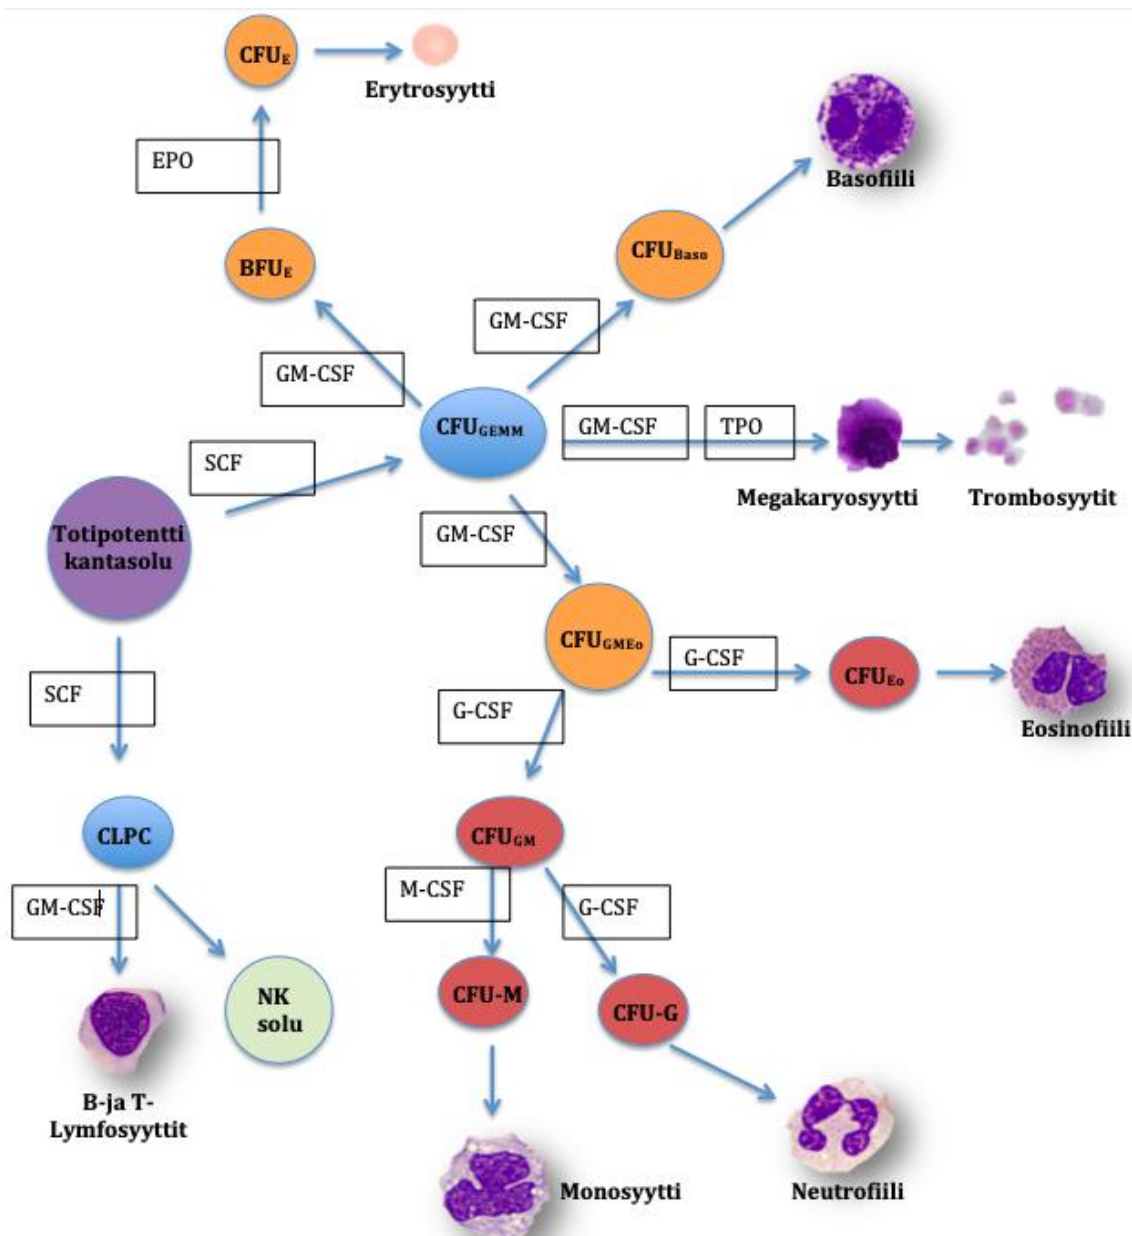 CFUE
Erytrosyytti
EPO
Basofiili
BFUE
CFUBaso
GM-CSF
GM-CSF
CFUGEMM
GM-CSF
TPO
SCF
Megakaryosyytti
Trombosyytit
Totipotentti
kantasolu
GM-CSF
CFUGMEo
G-CSF
CFUEo
SCF
G-CSF
Eosinofiili
CLPC
CFUGM
GM-CSF
M-CSF
G-CSF
NK
solu
CFU-M
CFU-G
B-ja T-
Lymfosyyttit
Monosyytti
Neutrofiili